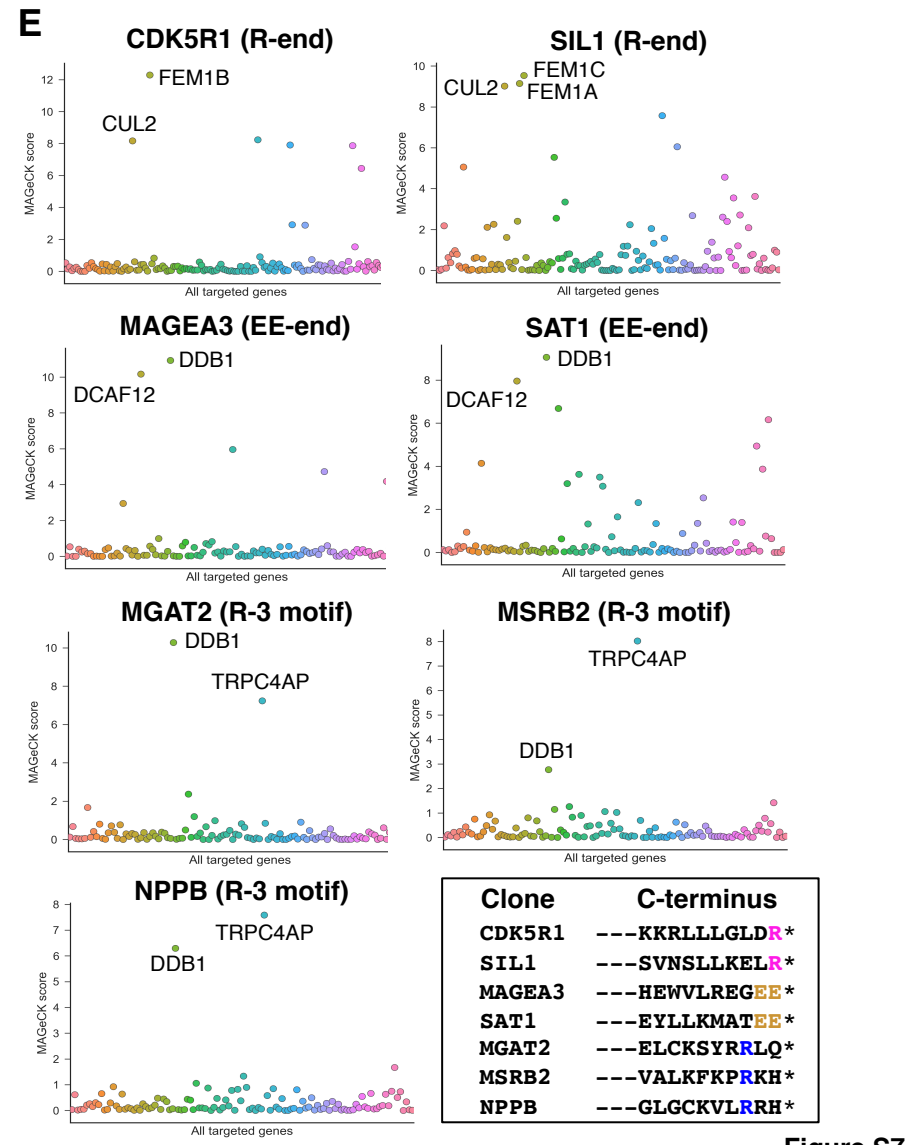 E
CDK5R1 (R-end)
SIL1 (R-end)
12
10
8
6
4
2
0
MAGeCK score
FEM1B
CUL2
All targeted genes
10
8
6
4
2
0
MAGeCK score
CUL2
FEM1C
FEM1A
All targeted genes
MAGEA3 (EE-end)
SAT1 (EE-end)
10
8
6
4
2
0
MAGeCK score
DDB1
DCAF12
All targeted genes
8
6
4
2
0
MAGeCK score
DDB1
DCAF12
All targeted genes
MGAT2 (R-3 motif)
MSRB2 (R-3 motif)
10
8
6
4
2
0
MAGeCK score
DDB1
TRPC4AP
All targeted genes
8
7
6
5
4
3
2
1
0
MAGeCK score
TRPC4AP
DDB1
All targeted genes
NPPB (R-3 motif)
8
7
6
5
4
3
2
1
0
MAGeCK score
TRPC4AP
DDB1
All targeted genes
Clone C-terminus
CDK5R1 ---KKRLLLGLDR*
SIL1 ---SVNSLLKELR*
MAGEA3 ---HEWVLREGEE*
SAT1 ---EYLLKMATEE*
MGAT2 ---ELCKSYRRLQ*
MSRB2 ---VALKFKPRKH*
NPPB ---GLGCKVLRRH*
Figure S7